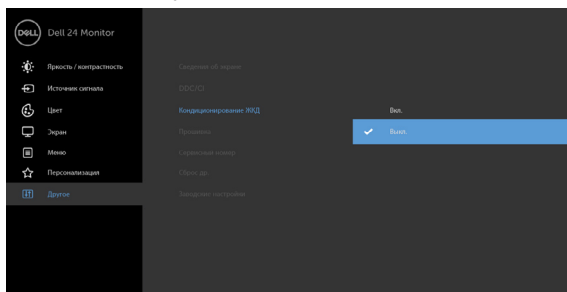 DELL
Dell 24 Monitor
Яркость / контрастность
Источник сигнала
Цвет
Экран
Меню
Персонализация
Другое
Сведения об экране
DDC/CI
Кондиционирование ЖКД
Прошивка
Сервисный номер
Сброс др.
Заводские настройки
Вкл.
Выкл.